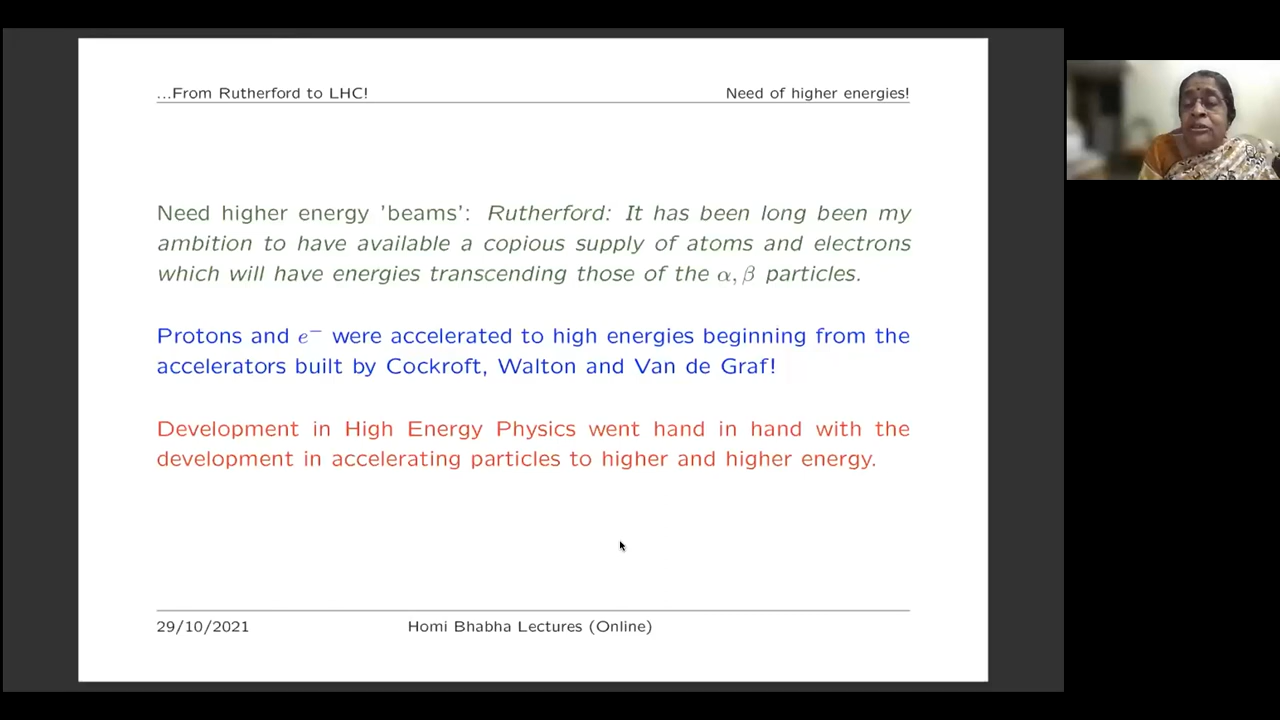 ...From Rutherford to LHC!
Need of higher energies!
Need higher energy 'beams': Rutherford: It has been long been my
ambition to have available a copious supply of atoms and electrons
which will have energies transcending those of the α, β particles.
Protons and e⁻ were accelerated to high energies beginning from the
accelerators built by Cockroft, Walton and Van de Graf!
Development in High Energy Physics went hand in hand with the
development in accelerating particles to higher and higher energy.
29/10/2021
Homi Bhabha Lectures (Online)